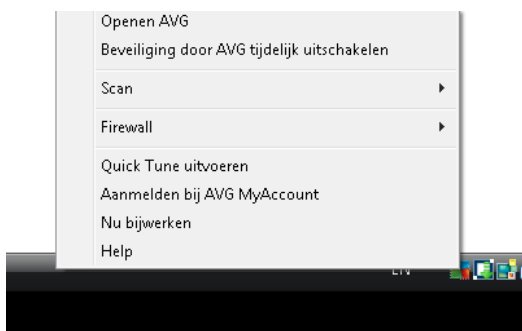 Openen AVG
Beveiliging door AVG tijdelijk uitschakelen
Scan
Firewall
Quick Tune uitvoeren
Aanmelden bij AVG MyAccount
Nu bijwerken
Help
EN